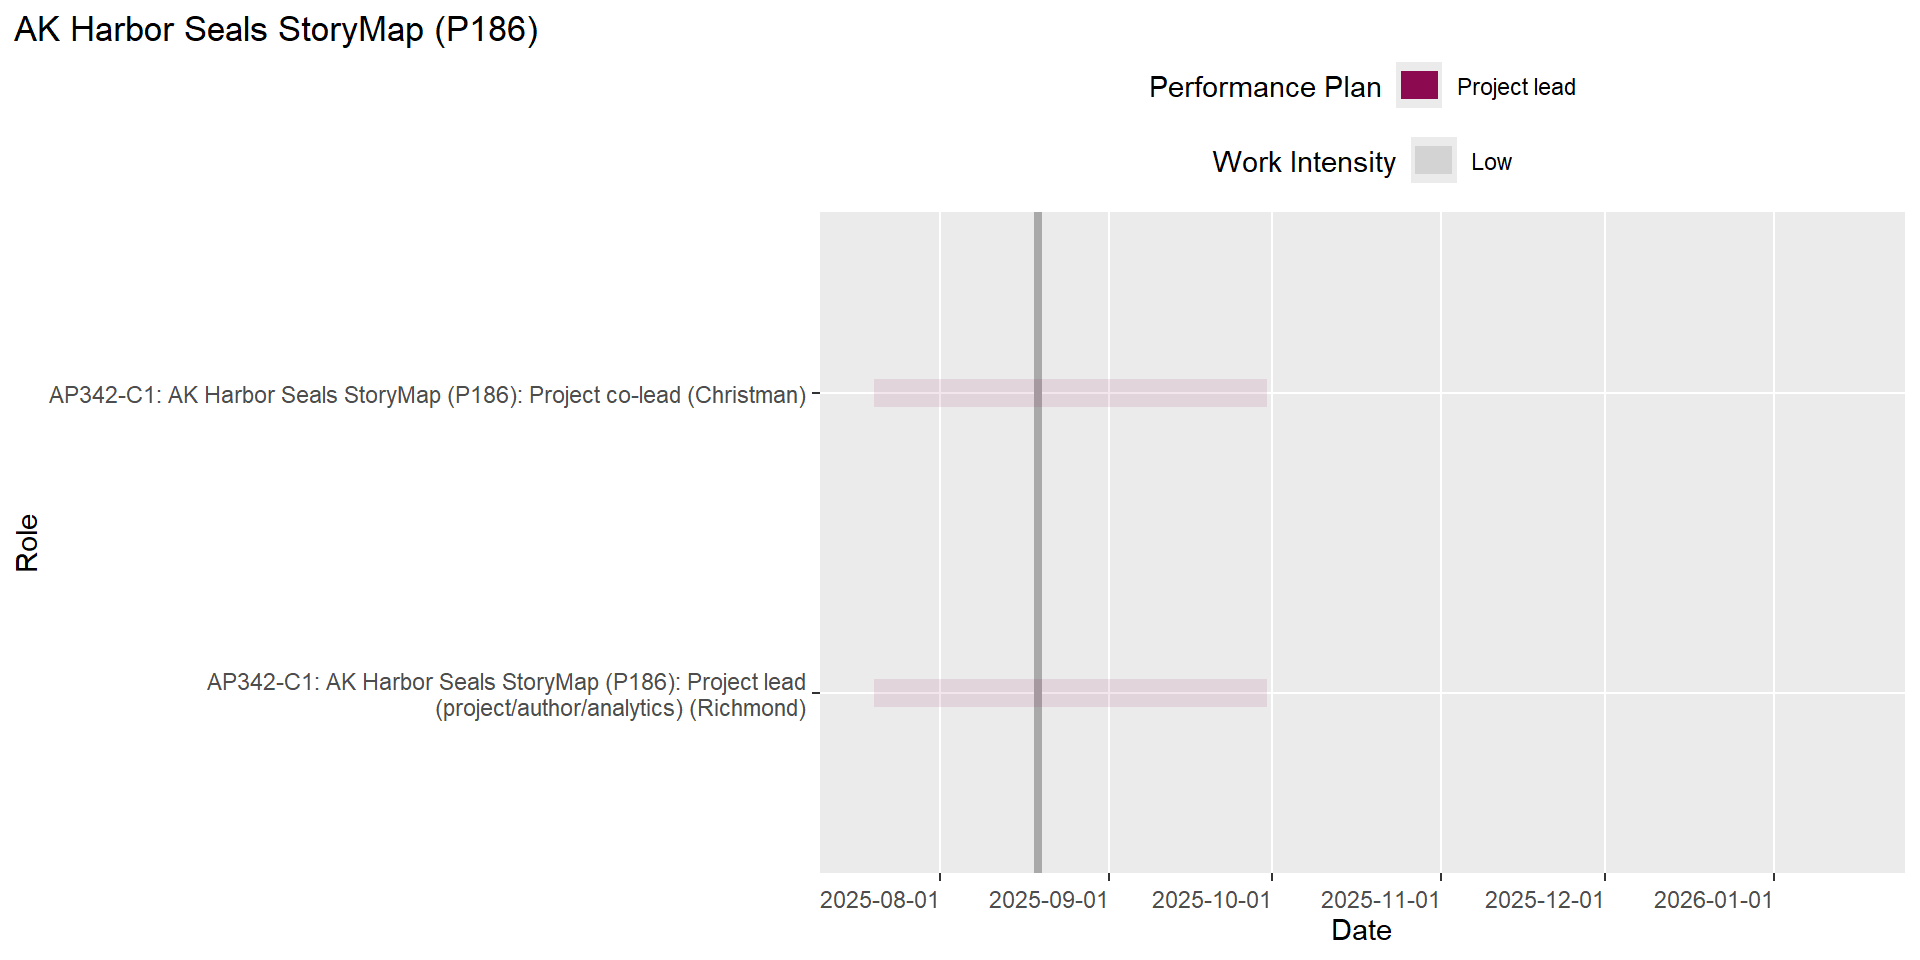 AK Harbor Seals StoryMap (P186)
Performance Plan
Project lead
Work Intensity
Low
AP342-C1: AK Harbor Seals StoryMap (P186): Project co-lead (Christman)
AP342-C1: AK Harbor Seals StoryMap (P186): Project lead
(project/author/analytics) (Richmond)
Role
2025-08-01
2025-09-01
2025-10-01
2025-11-01
2025-12-01
2026-01-01
Date